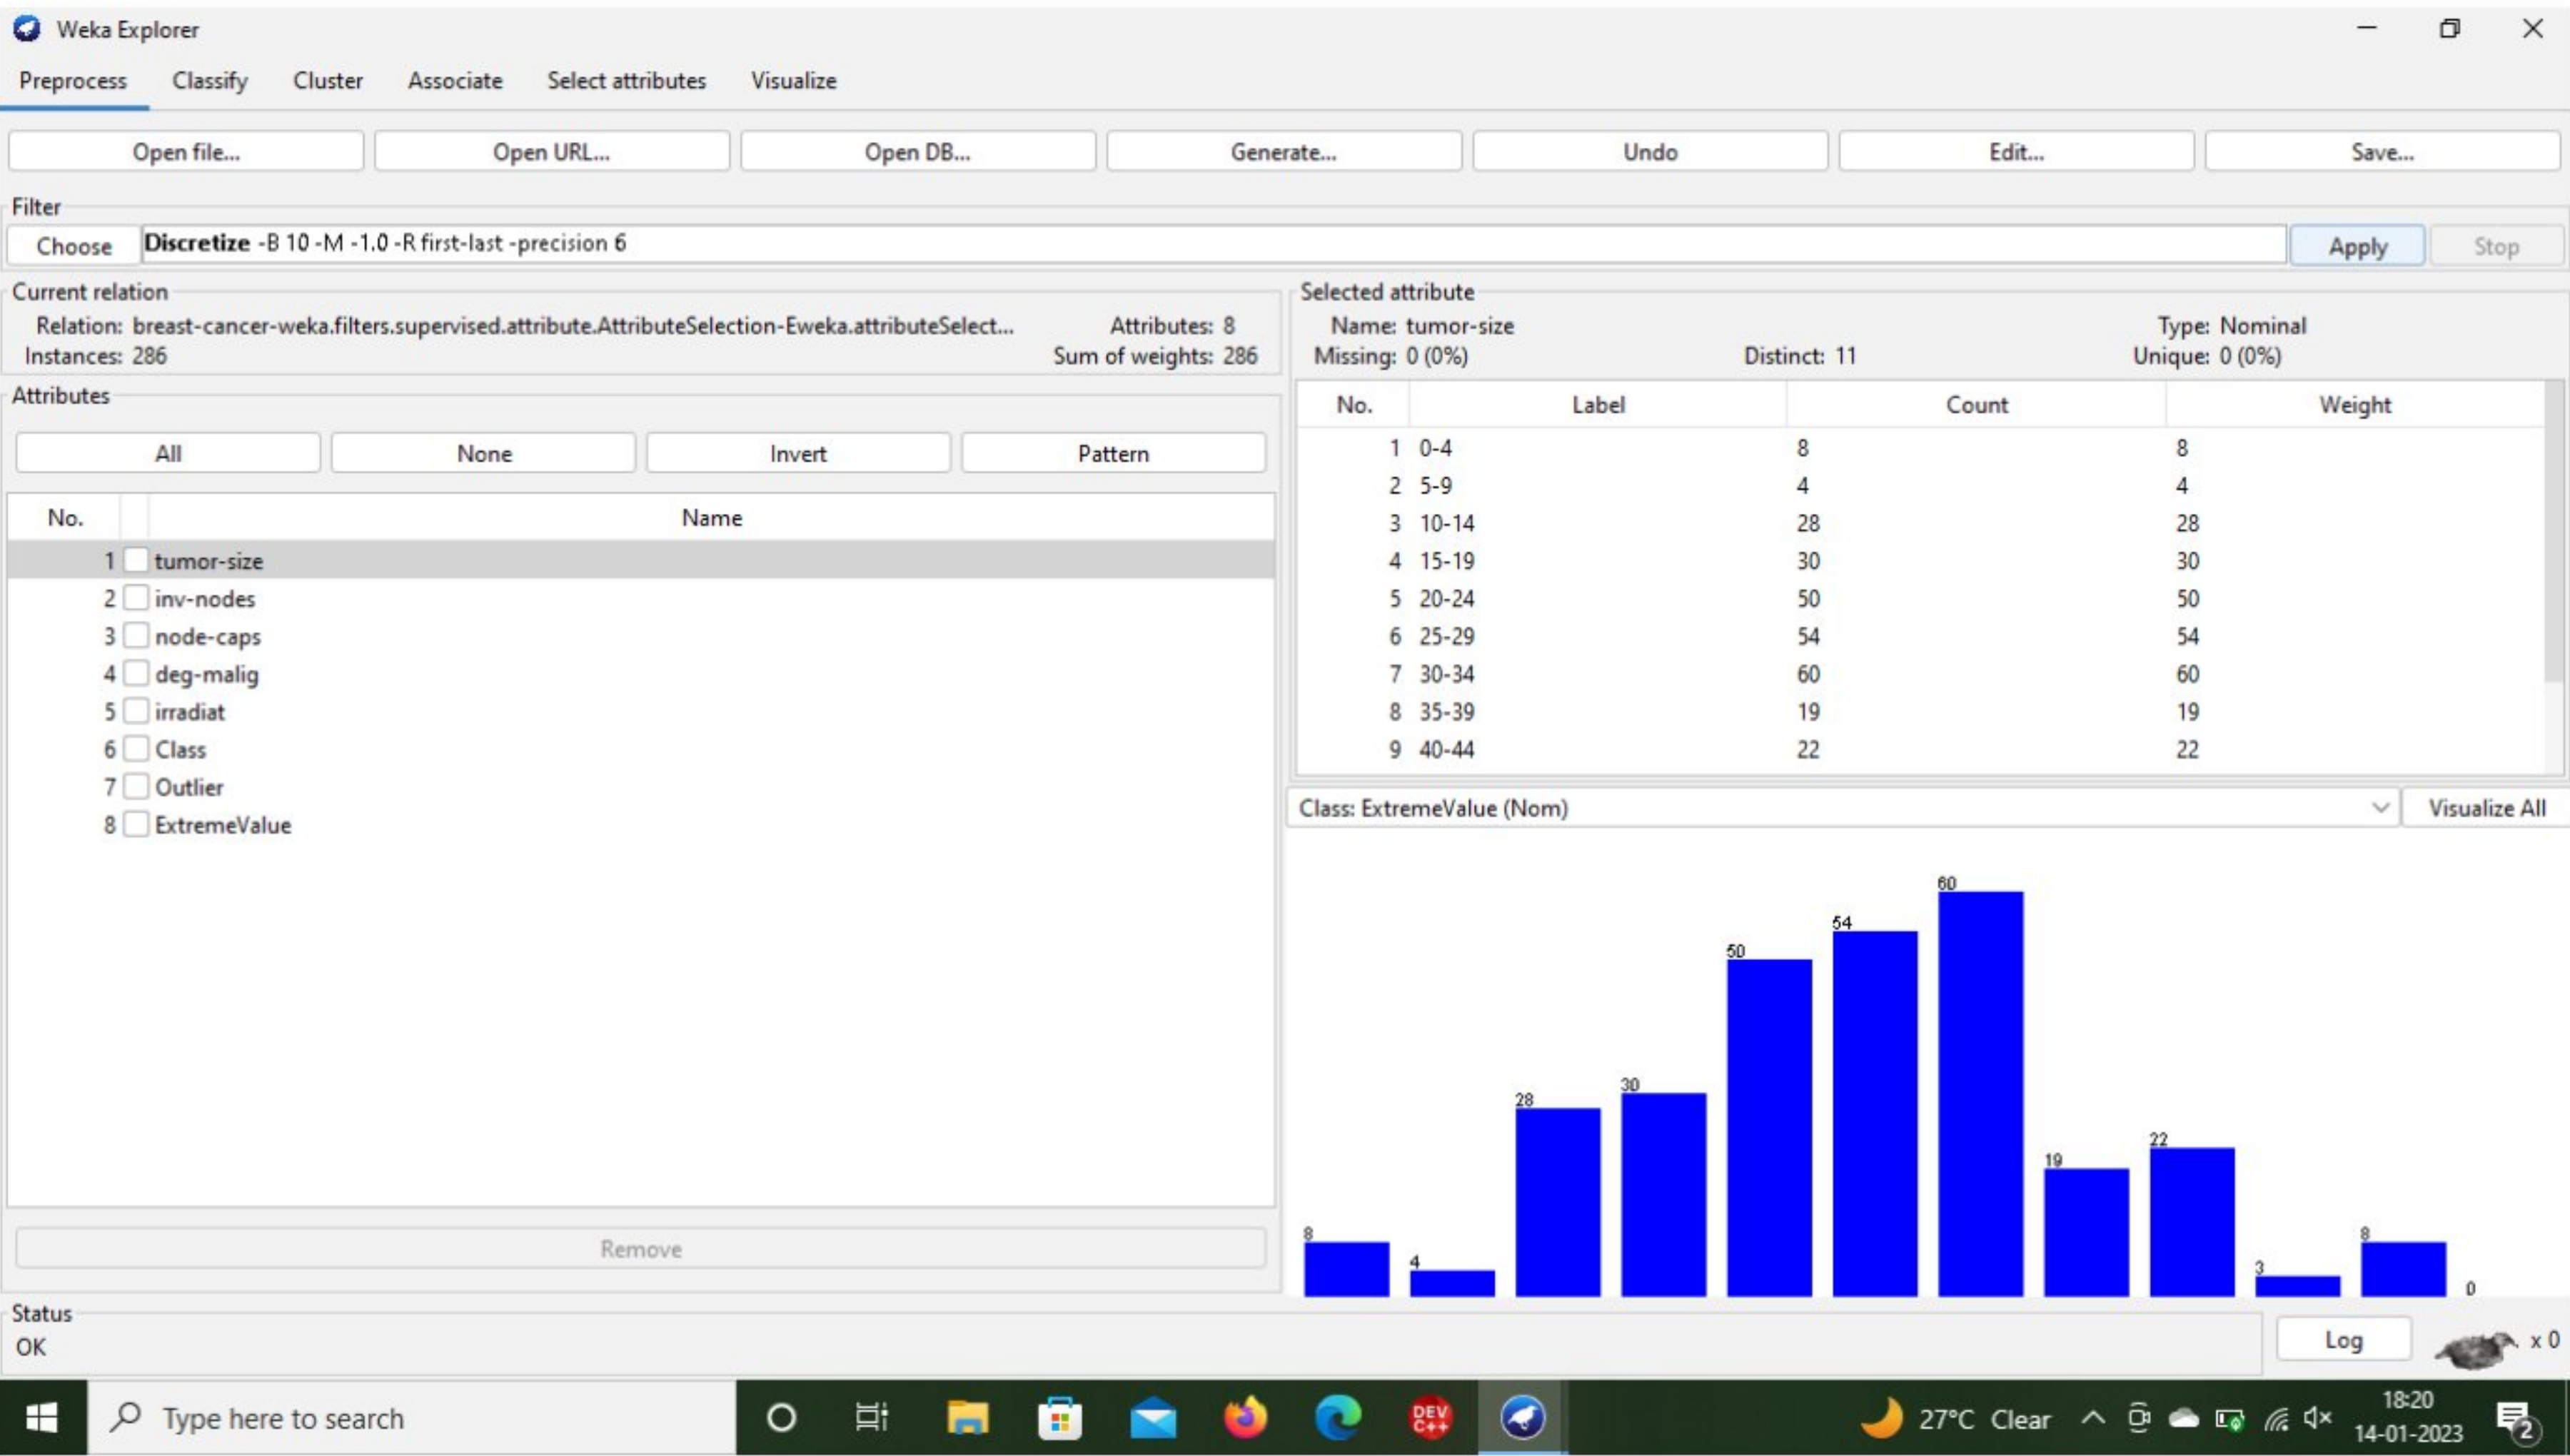 Weka Explorer
Preprocess Classify Cluster Associate Select attributes Visualize
Open file... Open URL... Open DB... Generate... Undo Edit... Save...
Filter
Choose Discretize -B 10 -M -1.0 -R first-last -precision 6 Apply Stop
Current relation
Relation: breast-cancer-weka.filters.supervised.attribute.AttributeSelection-Eweka.attributeSelect... Attributes: 8
Instances: 286 Sum of weights: 286
Attributes
All None Invert Pattern
No. Name
1 tumor-size
2 inv-nodes
3 node-caps
4 deg-malig
5 irradiat
6 Class
7 Outlier
8 ExtremeValue
Remove
Selected attribute
Name: tumor-size Type: Nominal
Missing: 0 (0%) Distinct: 11 Unique: 0 (0%)
No. Label Count Weight
1 0-4 8 8
2 5-9 4 4
3 10-14 28 28
4 15-19 30 30
5 20-24 50 50
6 25-29 54 54
7 30-34 60 60
8 35-39 19 19
9 40-44 22 22
Class: ExtremeValue (Nom) Visualize All
8 4 28 30 50 54 60 19 22 3 8 0
Status
OK
Log x 0
Type here to search
DEV
C++
27°C Clear
18:20
14-01-2023
2